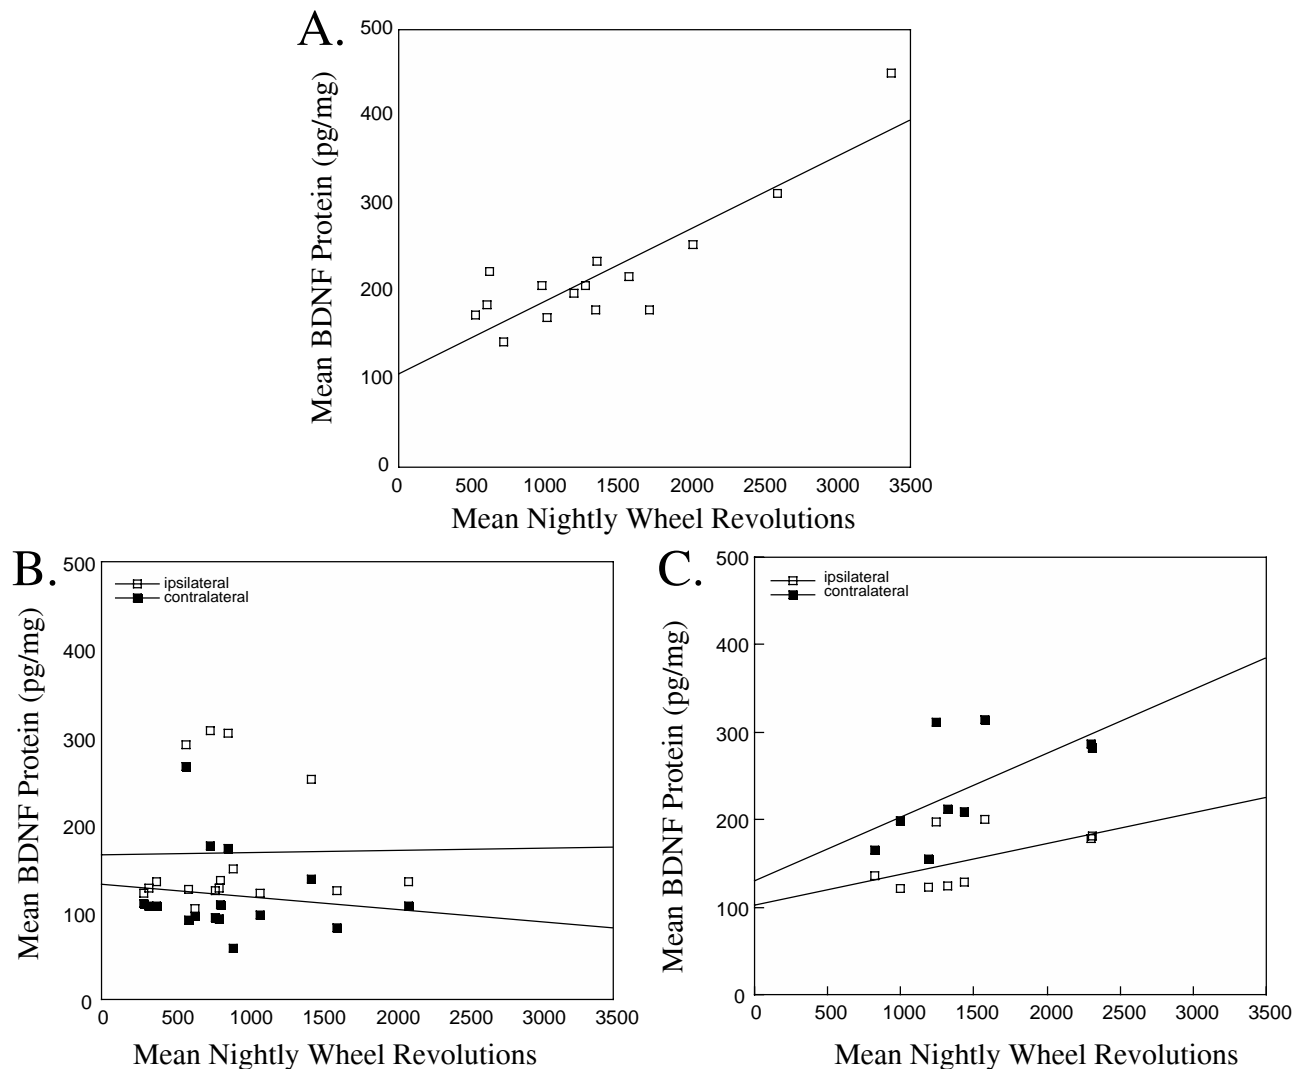 A.
Mean BDNF Protein (pg/mg)
500
400
300
200
100
0
0 500 1000 1500 2000 2500 3000 3500
Mean Nightly Wheel Revolutions
B.
Mean BDNF Protein (pg/mg)
500
400
300
200
100
0
ipsilateral
contralateral
0 500 1000 1500 2000 2500 3000 3500
Mean Nightly Wheel Revolutions
C.
Mean BDNF Protein (pg/mg)
500
400
300
200
100
0
ipsilateral
contralateral
0 500 1000 1500 2000 2500 3000 3500
Mean Nightly Wheel Revolutions